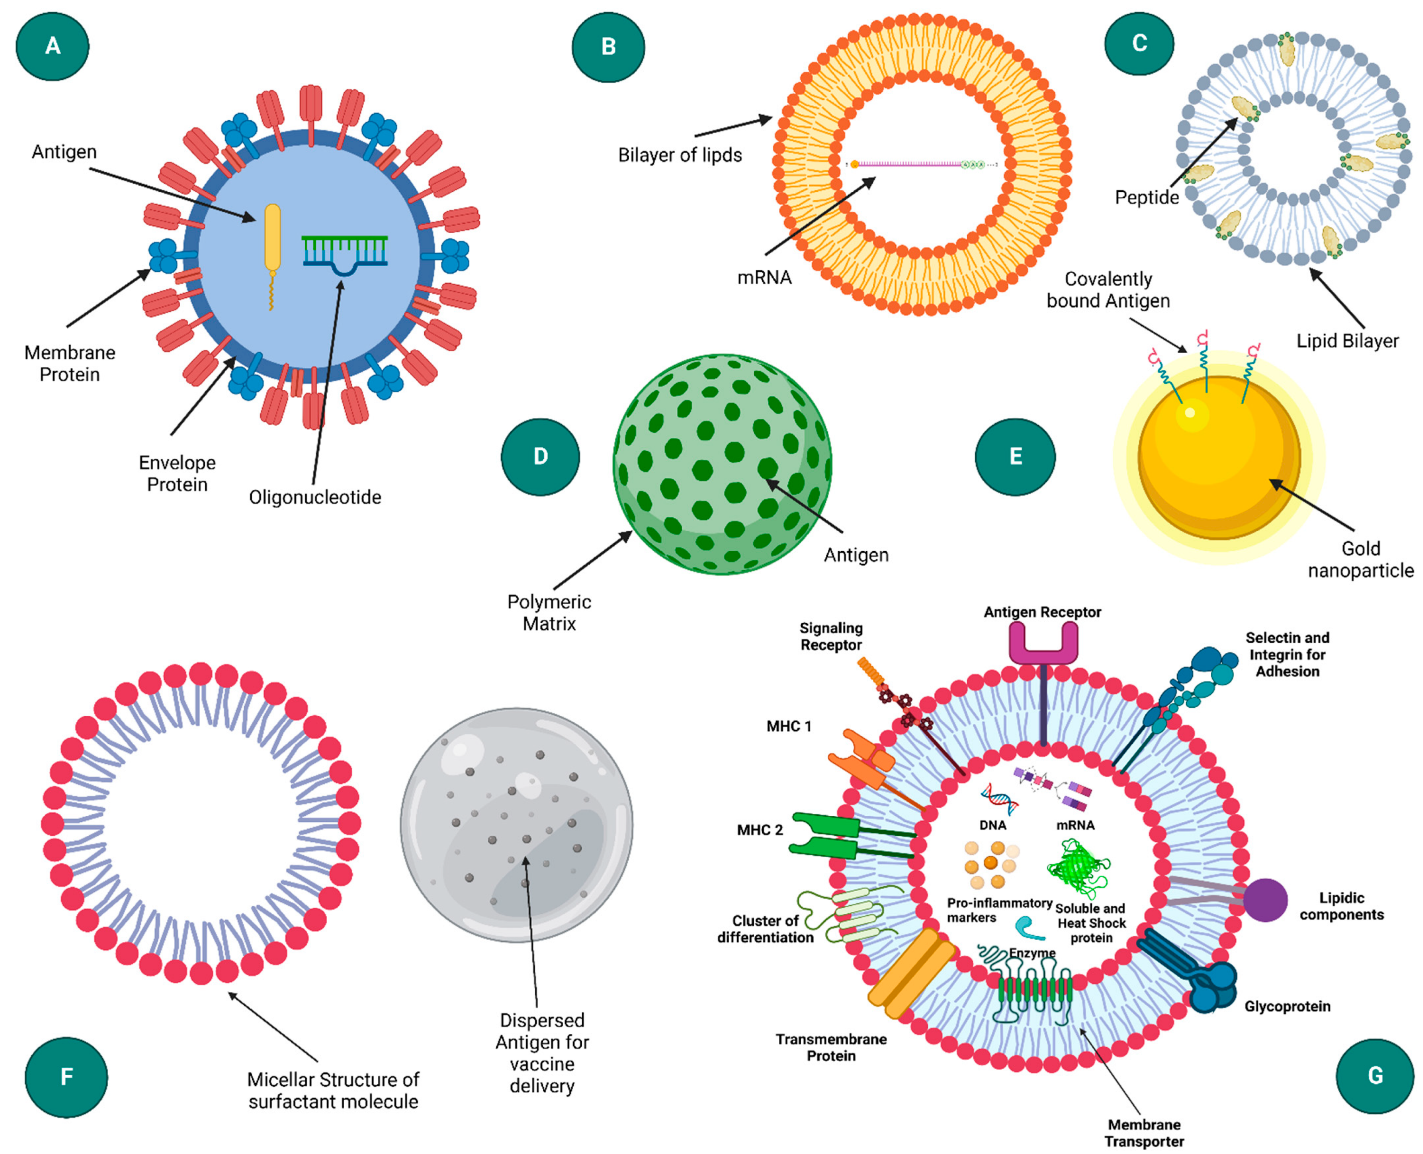 A
Antigen
Membrane
Protein
Envelope
Protein
Oligonucleotide
B
Bilayer of lipds
mRNA
C
Peptide
Lipid Bilayer
D
Antigen
Polymeric
Matrix
E
Covalently
bound Antigen
Gold
nanoparticle
F
Micellar Structure of
surfactant molecule
Dispersed
Antigen for
vaccine
delivery
G
Antigen Receptor
Signaling
Receptor
Selectin and
Integrin for
Adhesion
MHC 1
MHC 2
DNA
mRNA
Pro-inflammatory
markers
Soluble and
Heat Shock
protein
Enzyme
Cluster of
differentiation
Lipidic
components
Glycoprotein
Transmembrane
Protein
Membrane
Transporter